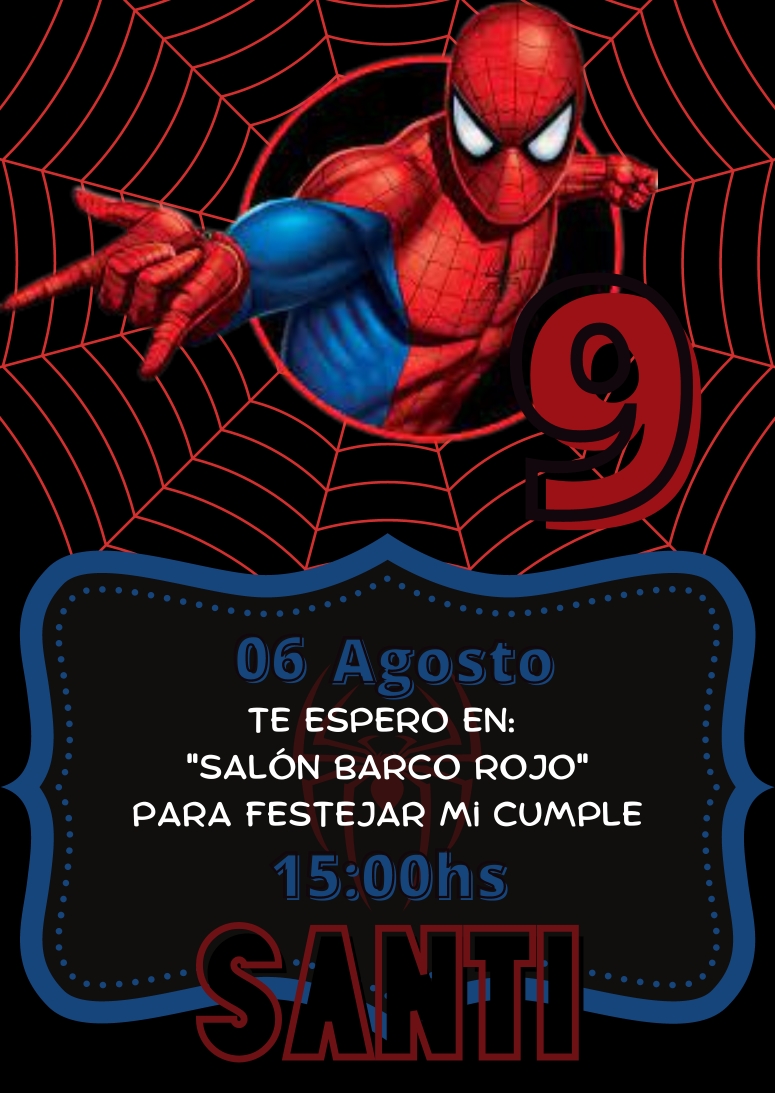 9
06 Agosto
TE ESPERO EN:
"SALÓN BARCO ROJO"
PARA FESTEJAR Mi CUMPLE
15:00hs
SANTI